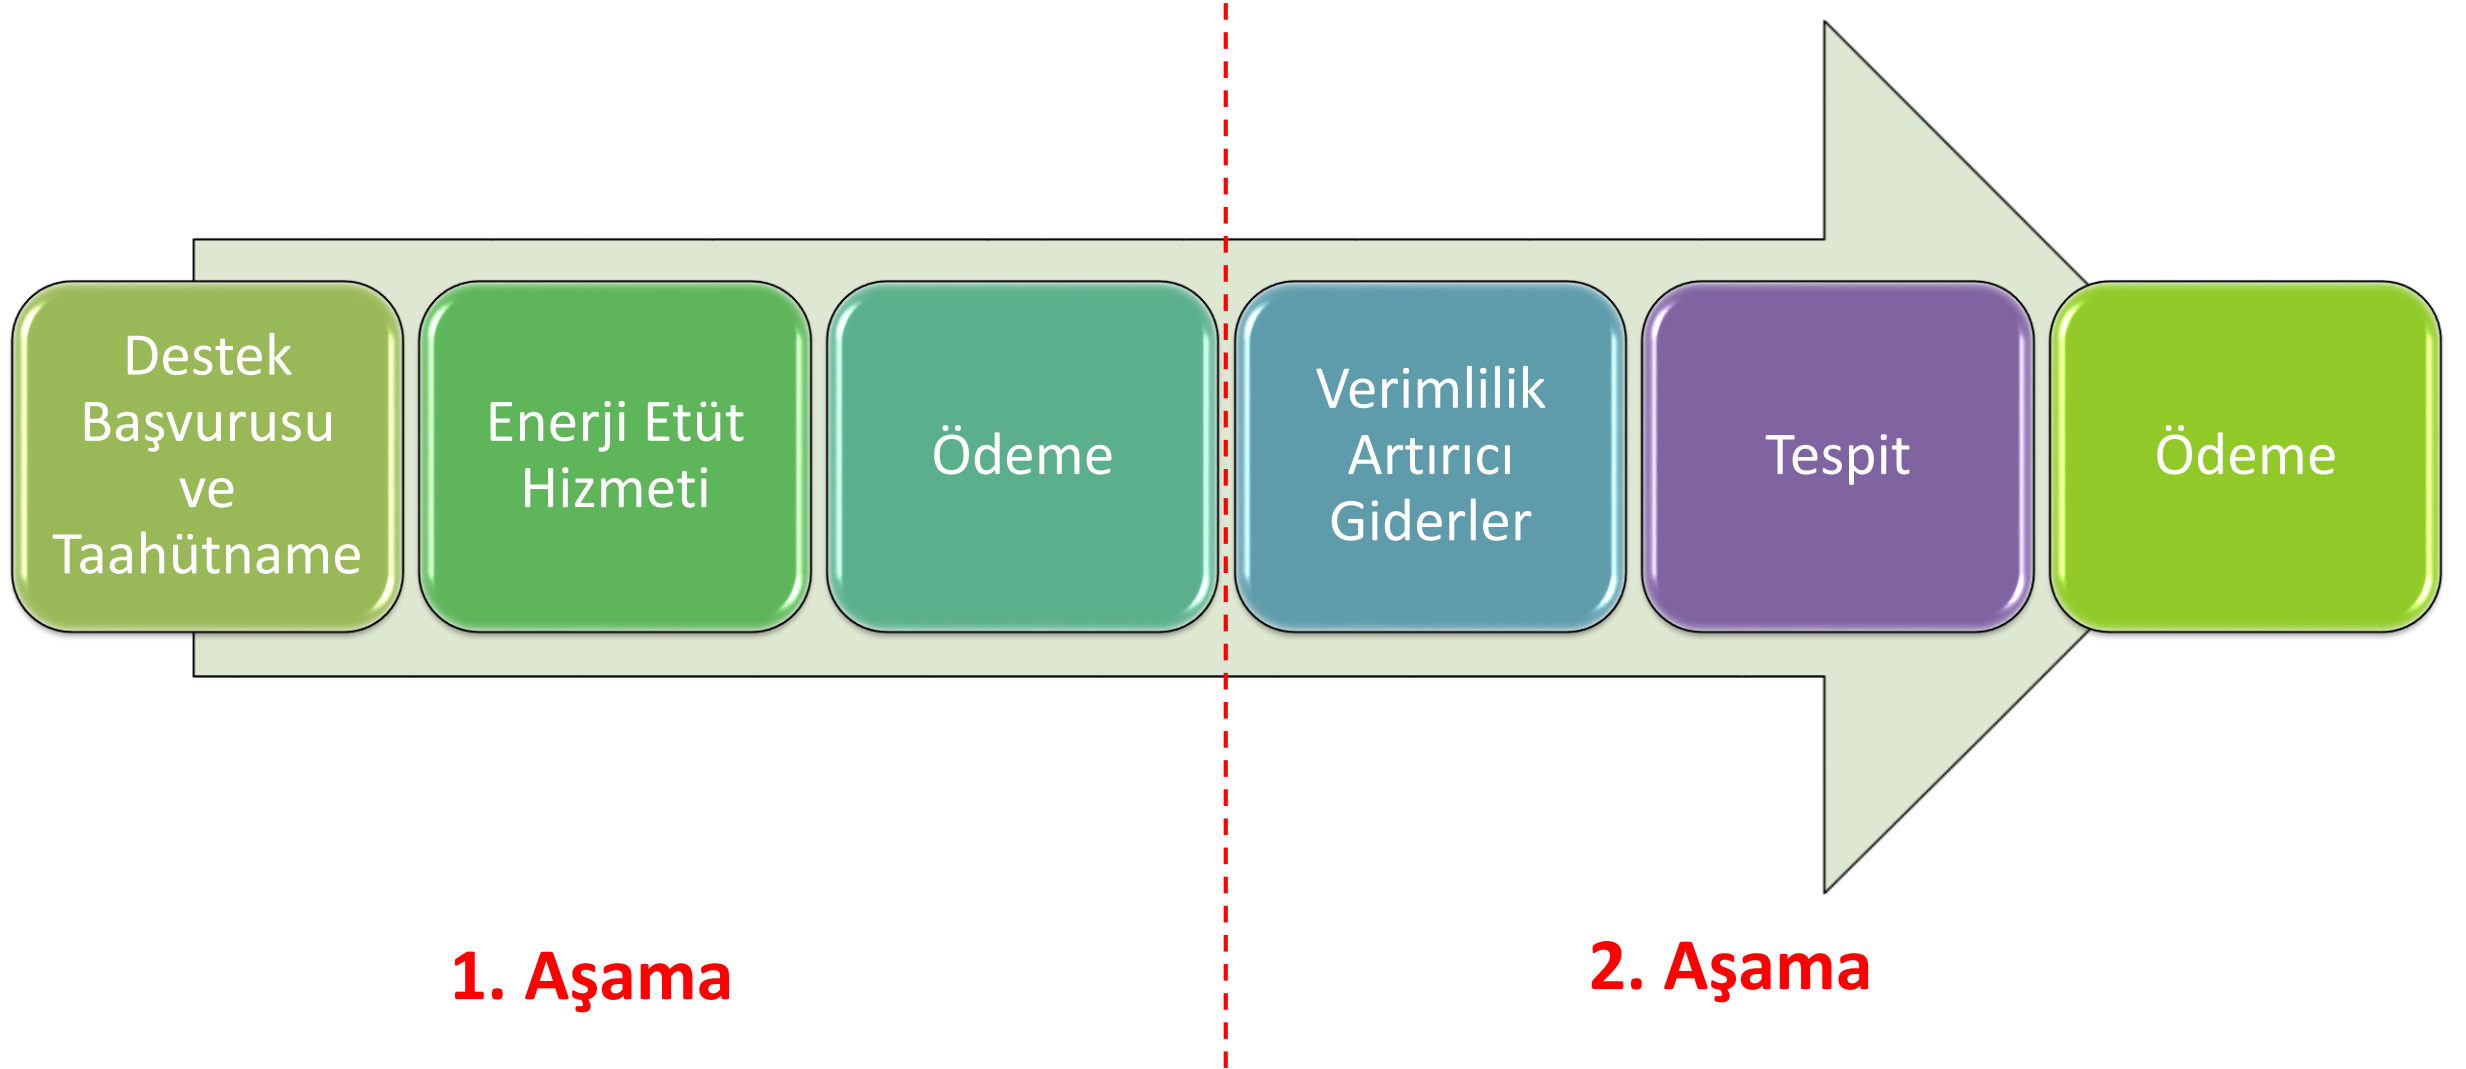 Destek
Başvurusu
ve
Taahütname
Enerji Etüt
Hizmeti
Ödeme
Verimlilik
Artırıcı
Giderler
Tespit
Ödeme
1. Aşama
2. Aşama